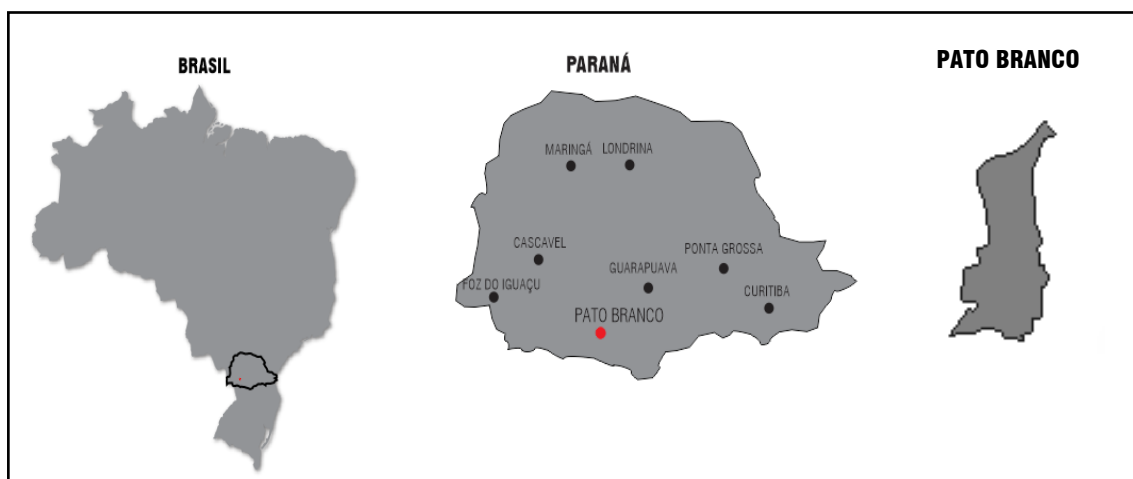 BRASIL
PARANÁ
PATO BRANCO
MARINGÁ
LONDRINA
CASCAVEL
PONTA GROSSA
GUARAPUAVA
FOZ DO IGUAÇU
CURITIBA
PATO BRANCO